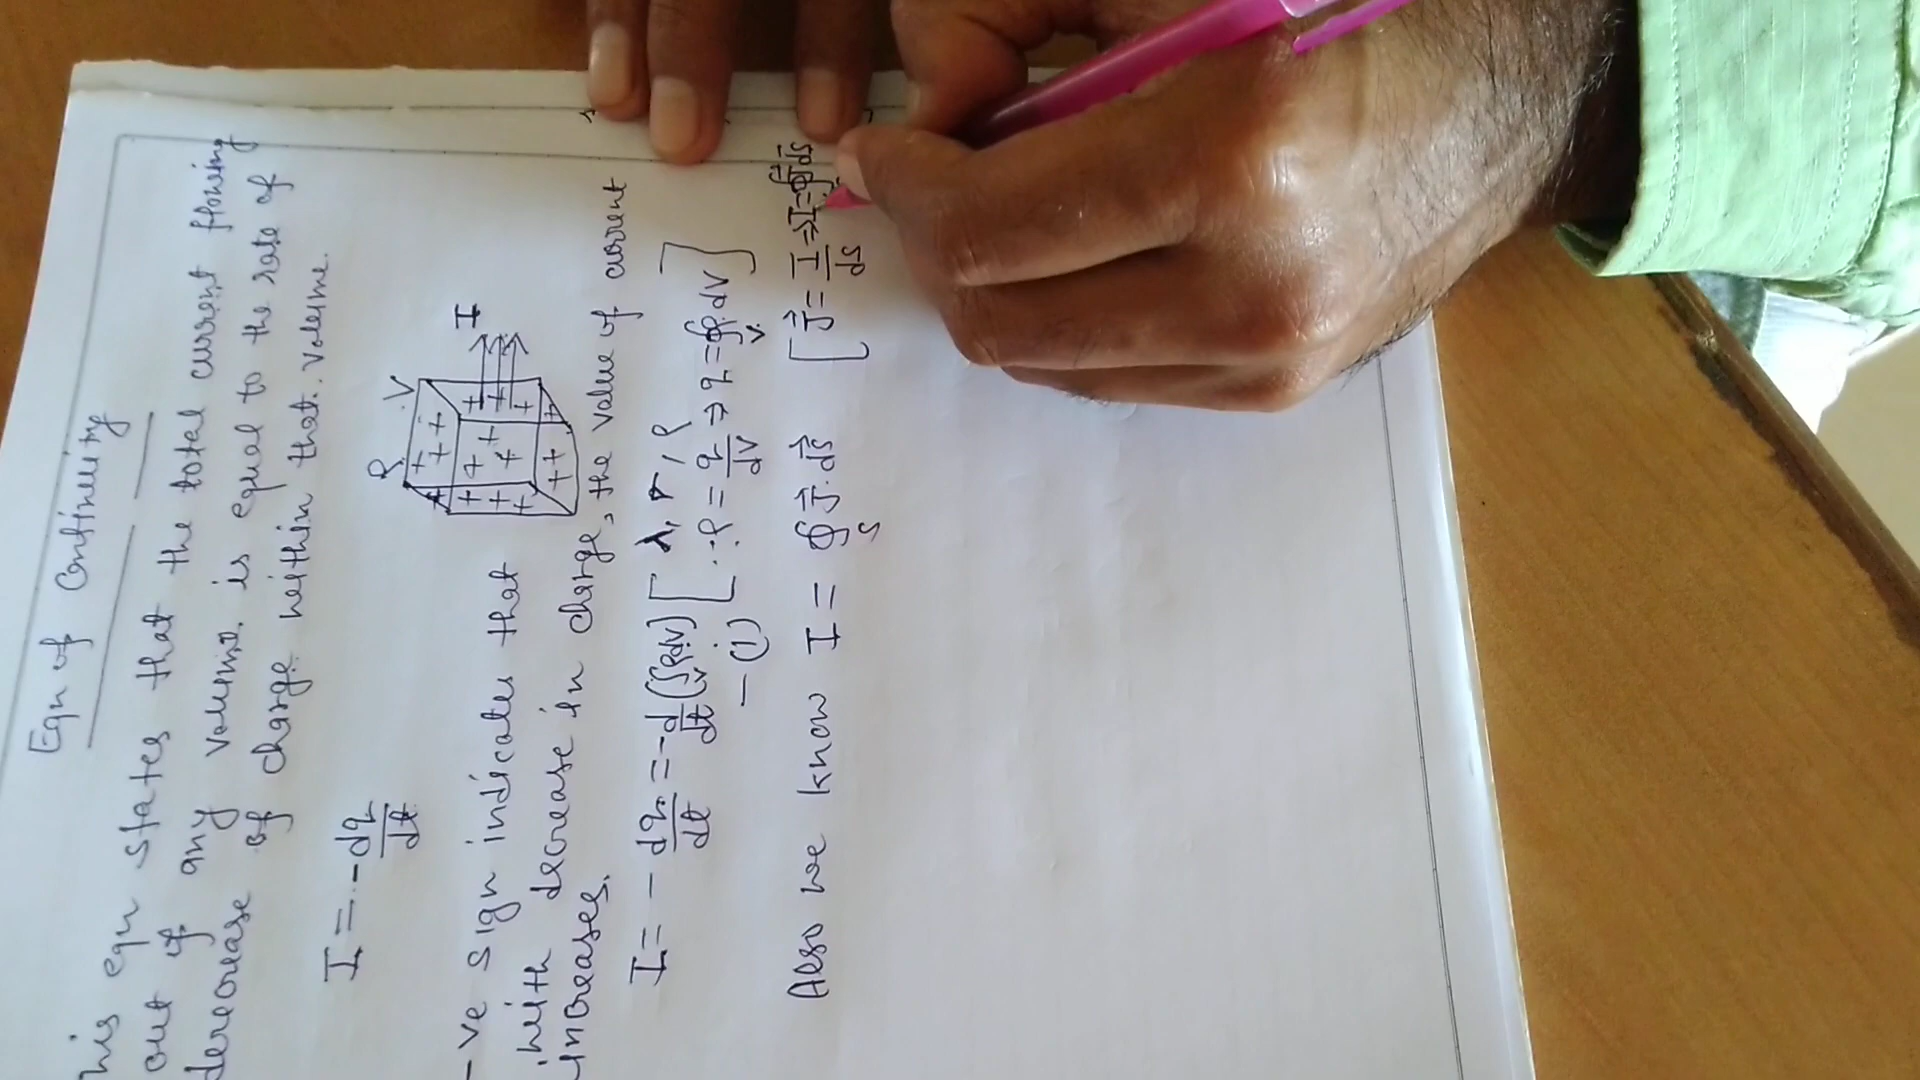 Eqn of Continuity
his eqn states that the total current flowing
out of any volume. is equal to the rate of
decrease of charge within that volume.
I = - dq/dt
ρ V
I
-ve sign indicates that
with decrease in charge, the value of current
increases.
λ, σ, ρ
I = - dq/dt = -d/dt (∫ᵥ ρdv) [∴ ρ = q/dV ⇒ q = ∮ᵥ ρ.dV]
— (1)
Also we know I = ∮ₛ J⃗.ds⃗ [J⃗ = I/ds ⇒ I = ∮J⃗.ds⃗